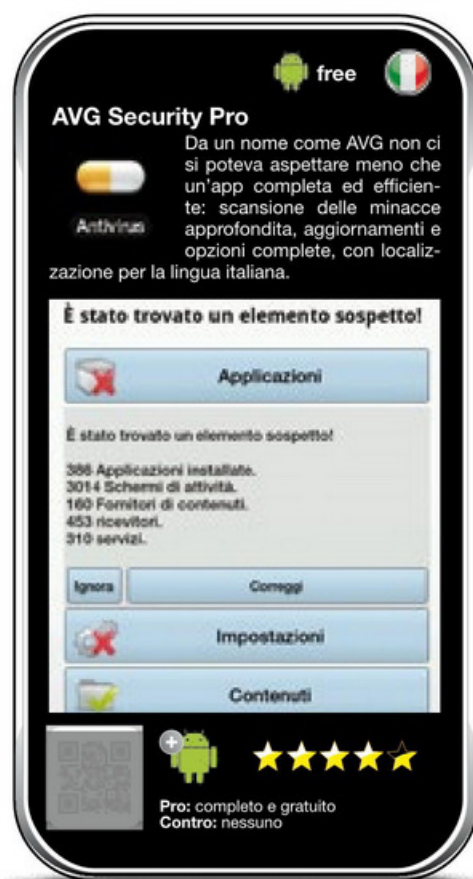 free
AVG Security Pro
Da un nome come AVG non ci
si poteva aspettare meno che
un'app completa ed efficien-
te: scansione delle minacce
approfondita, aggiornamenti e
opzioni complete, con localiz-
zazione per la lingua italiana.
Antivirus
È stato trovato un elemento sospetto!
Applicazioni
È stato trovato un elemento sospetto!
386 Applicazioni installate.
3014 Schermi di attività.
160 Fornitori di contenuti.
453 ricevitori.
310 servizi.
Ignora
Correggi
Impostazioni
Contenuti
Pro: completo e gratuito
Contro: nessuno